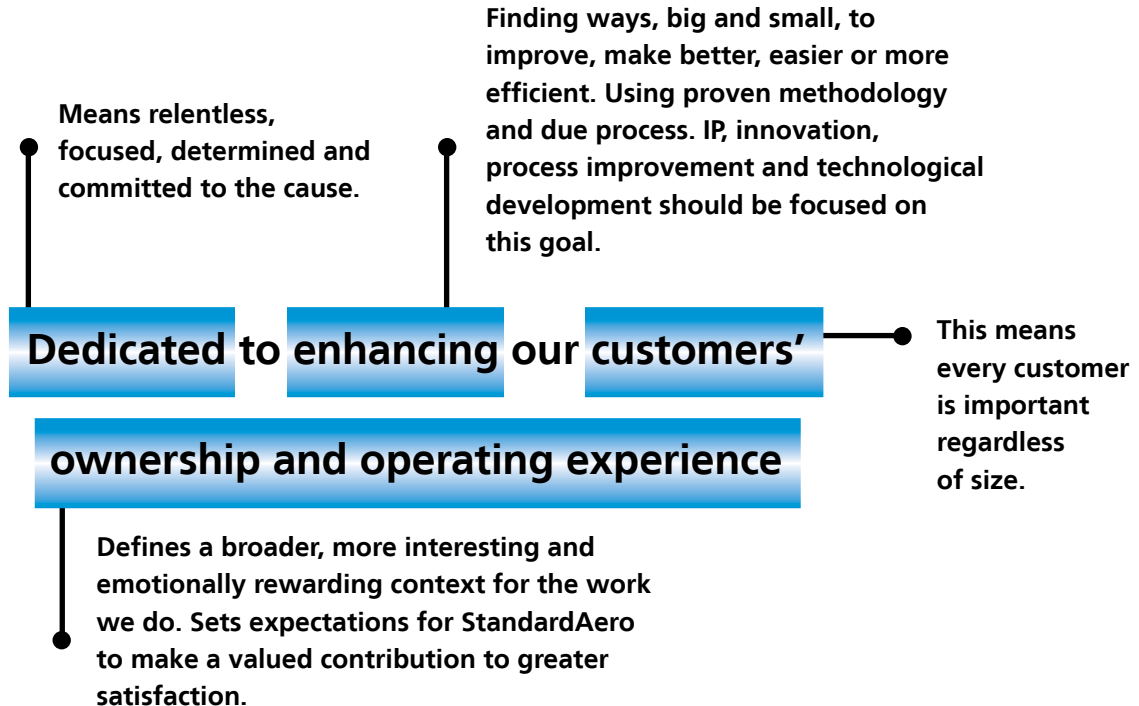 Finding ways, big and small, to
improve, make better, easier or more
efficient. Using proven methodology
and due process. IP, innovation,
process improvement and technological
development should be focused on
this goal.
Means relentless,
focused, determined and
committed to the cause.
Dedicated to enhancing our customers’
ownership and operating experience
This means
every customer
is important
regardless
of size.
Defines a broader, more interesting and
emotionally rewarding context for the work
we do. Sets expectations for StandardAero
to make a valued contribution to greater
satisfaction.